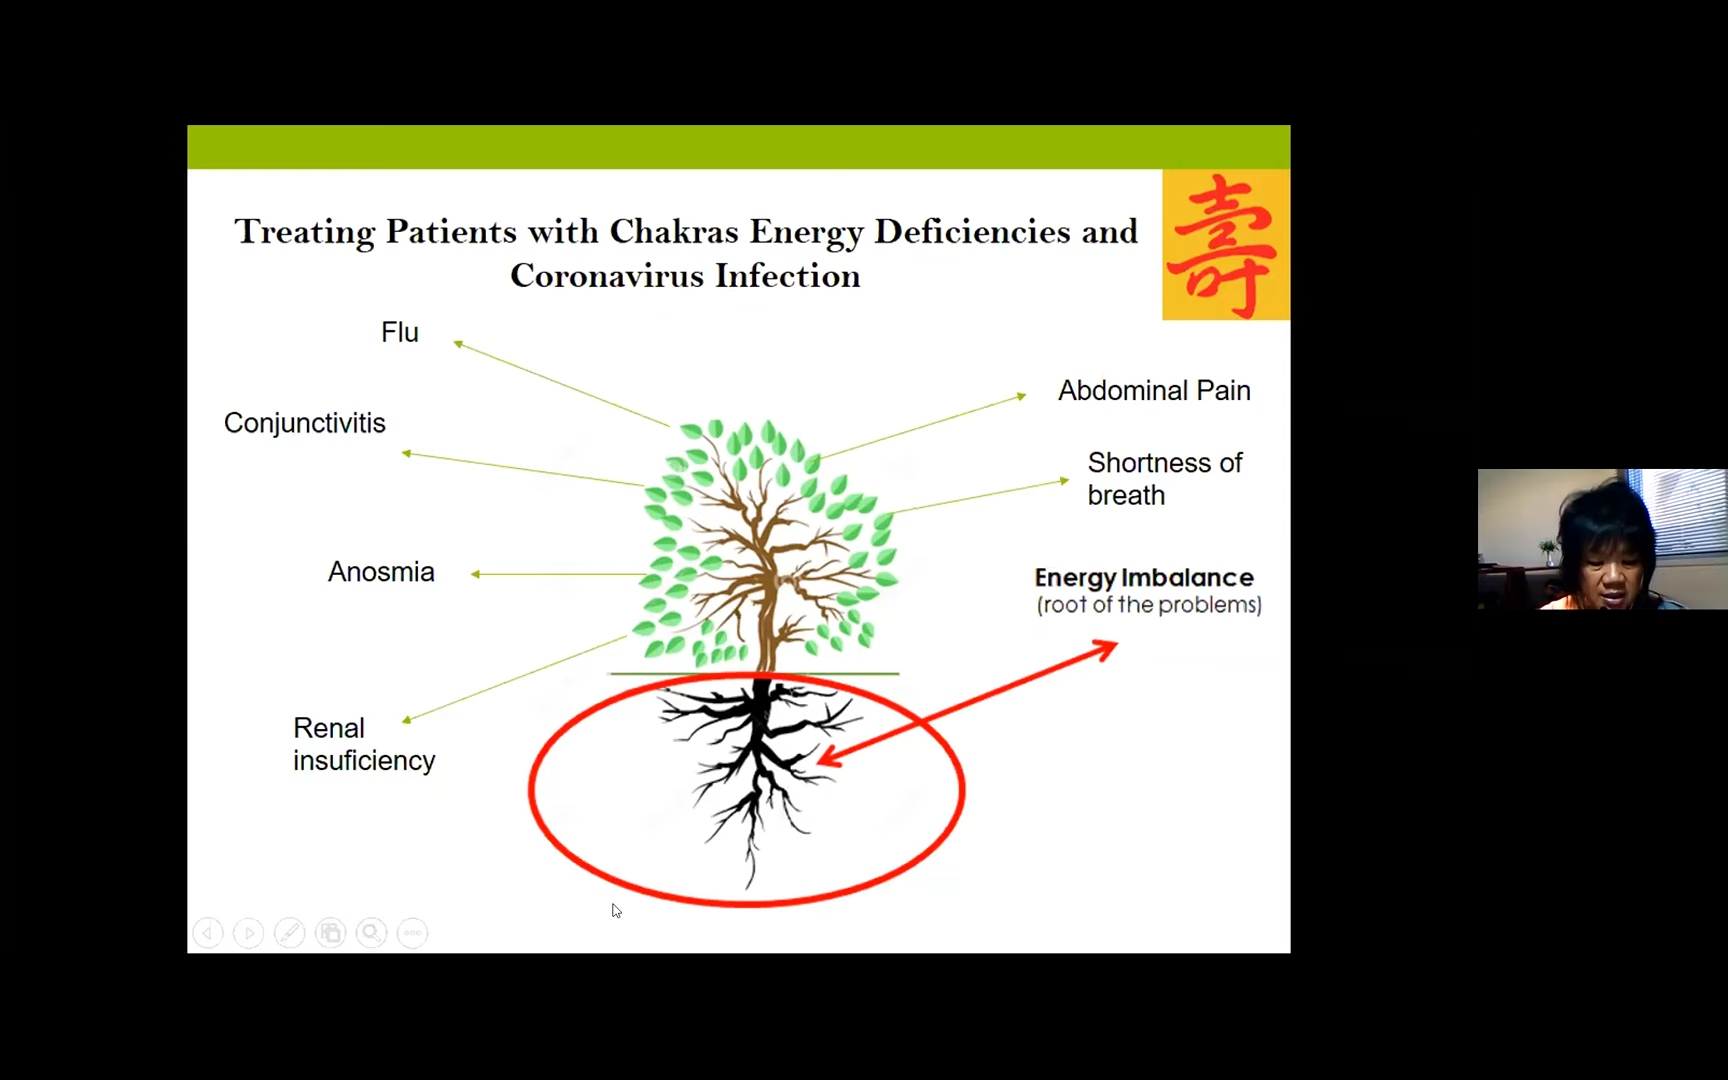 Treating Patients with Chakras Energy Deficiencies and
Coronavirus Infection
壽
Flu
Abdominal Pain
Conjunctivitis
Shortness of
breath
Anosmia
Energy Imbalance
(root of the problems)
Renal
insuficiency